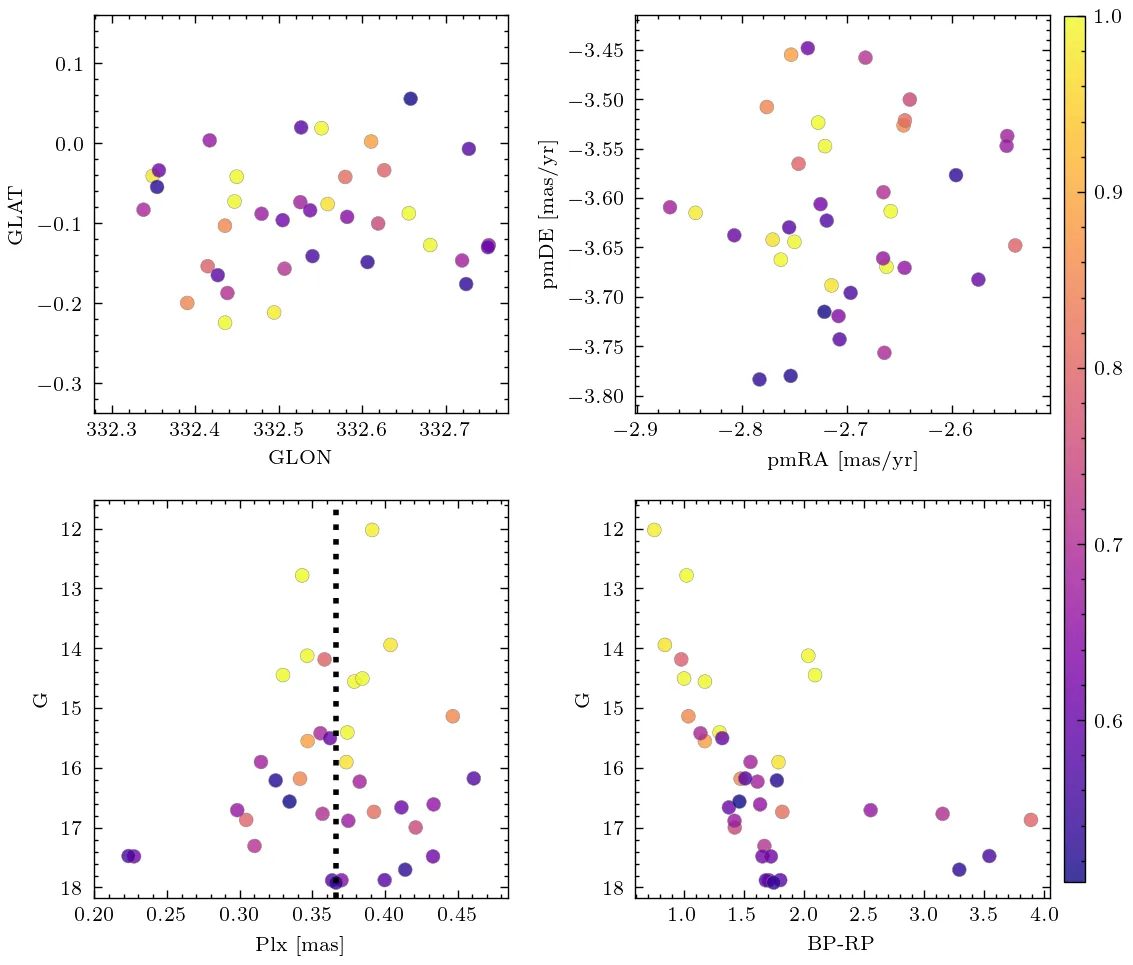 0.1
0.0
−0.1
−0.2
−0.3
GLAT
332.3 332.4 332.5 332.6 332.7
GLON
−3.45
−3.50
−3.55
−3.60
−3.65
−3.70
−3.75
−3.80
pmDE [mas/yr]
−2.9 −2.8 −2.7 −2.6
pmRA [mas/yr]
1.0
0.9
0.8
0.7
0.6
12
13
14
15
16
17
18
G
0.20 0.25 0.30 0.35 0.40 0.45
Plx [mas]
12
13
14
15
16
17
18
G
1.0 1.5 2.0 2.5 3.0 3.5 4.0
BP-RP